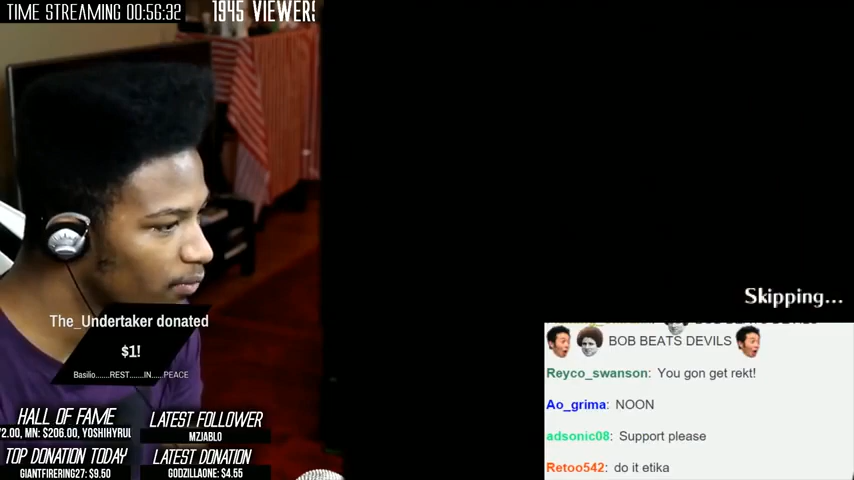 TIME STREAMING 00:56:32
1945 VIEWERS
The_Undertaker donated
$1!
Basilio......REST......IN.....PEACE
HALL OF FAME
72.00, MN: $206.00, YOSHIHYRUL
LATEST FOLLOWER
MZJABLO
TOP DONATION TODAY
GIANTFIRERING27: $9.50
LATEST DONATION
GODZILLAONE: $4.55
Skipping...
BOB BEATS DEVILS
Reyco_swanson: You gon get rekt!
Ao_grima: NOON
adsonic08: Support please
Retoo542: do it etika